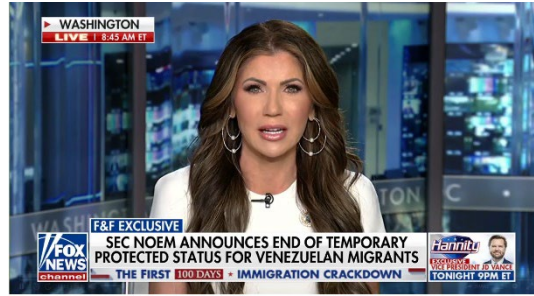 WASHINGTON
LIVE 8:45 AM ET
WASHINGTON
F&F EXCLUSIVE
SEC NOEM ANNOUNCES END OF TEMPORARY
PROTECTED STATUS FOR VENEZUELAN MIGRANTS
THE FIRST 100 DAYS ★ IMMIGRATION CRACKDOWN
FOX
NEWS
channel
Hannity
EXCLUSIVE
VICE PRESIDENT JD VANCE
TONIGHT 9PM ET